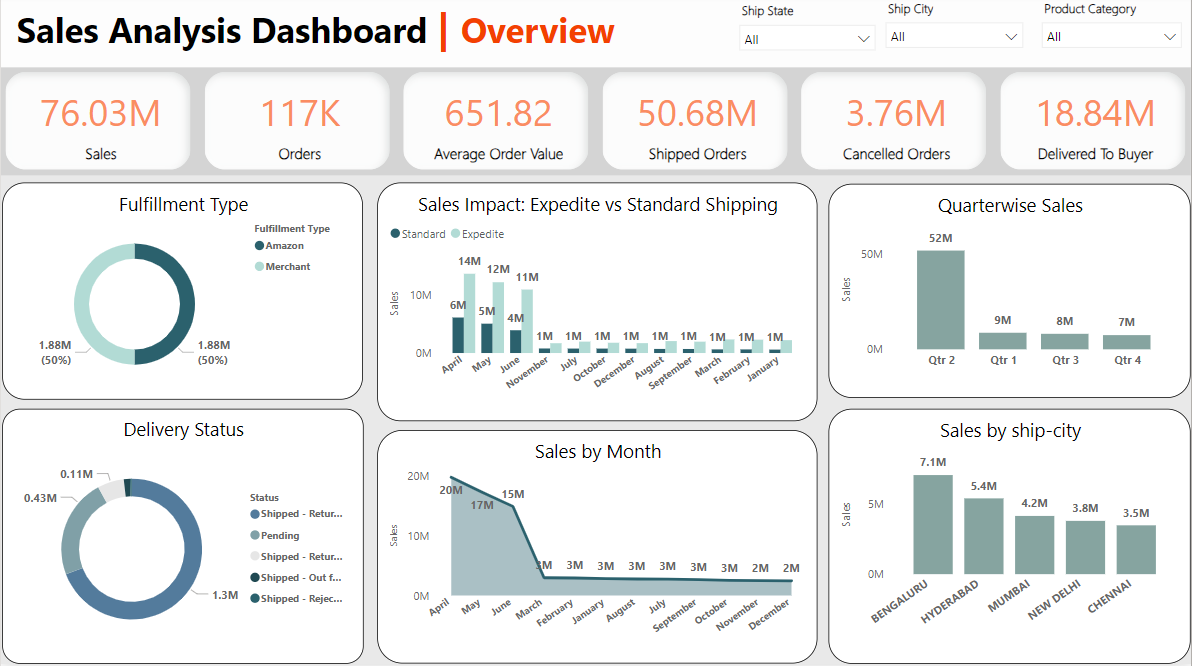 Sales Analysis Dashboard | Overview
Ship State
All
Ship City
All
Product Category
All
76.03M
Sales
117K
Orders
651.82
Average Order Value
50.68M
Shipped Orders
3.76M
Cancelled Orders
18.84M
Delivered To Buyer
Fulfillment Type
Fulfillment Type
Amazon
Merchant
1.88M
(50%)
1.88M
(50%)
Sales Impact: Expedite vs Standard Shipping
Standard
Expedite
Sales
10M
0M
6M
14M
5M
12M
4M
11M
1M
1M
1M
1M
1M
1M
1M
1M
1M
April
May
June
November
July
October
December
August
September
March
February
January
Quarterwise Sales
Sales
50M
0M
52M
9M
8M
7M
Qtr 2
Qtr 1
Qtr 3
Qtr 4
Delivery Status
0.11M
0.43M
1.3M
Status
Shipped - Retur...
Pending
Shipped - Retur...
Shipped - Out f...
Shipped - Rejec...
Sales by Month
Sales
20M
10M
0M
20M
17M
15M
3M
3M
3M
3M
3M
3M
3M
2M
2M
April
May
June
March
February
January
August
July
September
October
November
December
Sales by ship-city
Sales
5M
0M
7.1M
5.4M
4.2M
3.8M
3.5M
BENGALURU
HYDERABAD
MUMBAI
NEW DELHI
CHENNAI